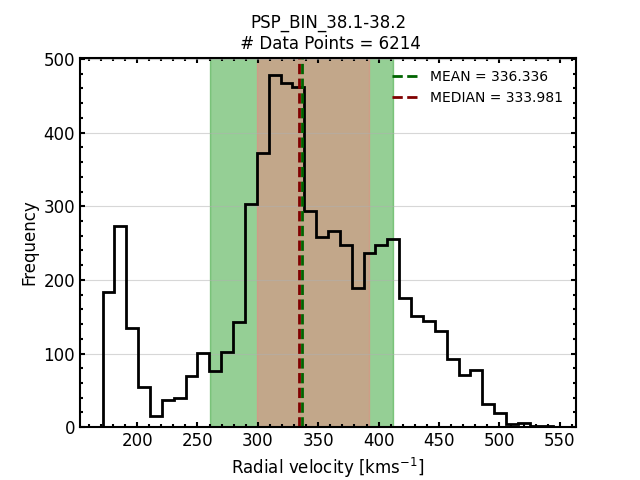 PSP_BIN_38.1-38.2
# Data Points = 6214
MEAN = 336.336
MEDIAN = 333.981
500
400
300
200
100
0
Frequency
200 250 300 350 400 450 500 550
Radial velocity [kms⁻¹]